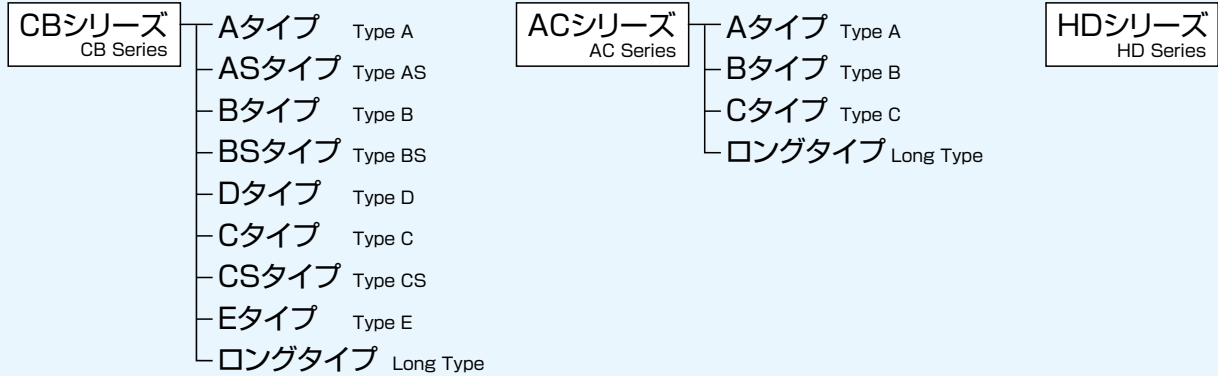 CBシリーズ
CB Series
Aタイプ Type A
ASタイプ Type AS
Bタイプ Type B
BSタイプ Type BS
Dタイプ Type D
Cタイプ Type C
CSタイプ Type CS
Eタイプ Type E
ロングタイプ Long Type
ACシリーズ
AC Series
Aタイプ Type A
Bタイプ Type B
Cタイプ Type C
ロングタイプ Long Type
HDシリーズ
HD Series